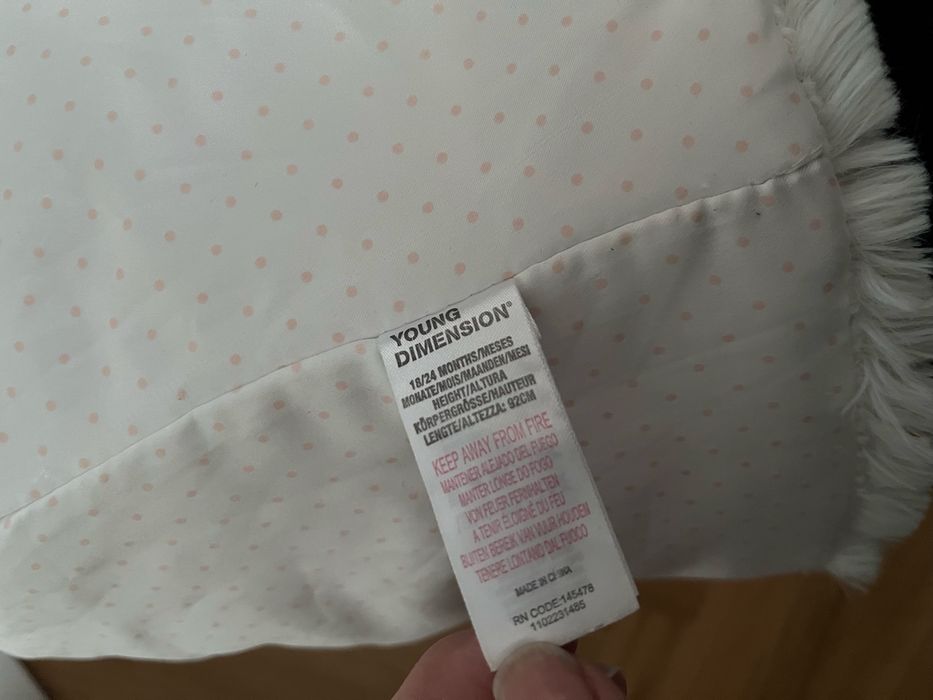 YOUNG
DIMENSION®
18/24 MONTHS/MESES
MONATE/MOIS/MAANDEN/MESI
HEIGHT/ALTURA
KÖRPERGRÖSSE/HAUTEUR
LENGTE/ALTEZZA: 92CM
KEEP AWAY FROM FIRE
MANTENER ALEJADO DEL FUEGO
MANTER LONGE DO FOGO
VON FEUER FERNHALTEN
A TENIR ELOIGNÉ DU FEU
BUITEN BEREIK VAN VUUR HOUDEN
TENERE LONTANO DAL FUOCO
MADE IN CHINA
RN CODE:145478
1102231485